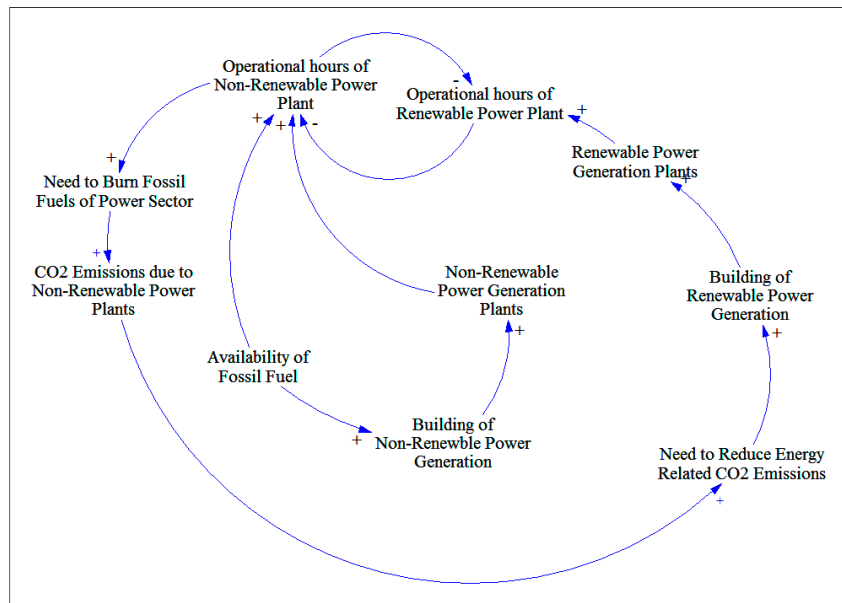 Operational hours of
Non-Renewable Power
Plant
-
Operational hours of
Renewable Power Plant
+
+
+
-
Renewable Power
Generation Plants
+
+
Need to Burn Fossil
Fuels of Power Sector
+
CO2 Emissions due to
Non-Renewable Power
Plants
Non-Renewable
Power Generation
Plants
+
Building of
Renewable Power
Generation
+
Availability of
Fossil Fuel
+
Building of
Non-Renewble Power
Generation
Need to Reduce Energy
Related CO2 Emissions
+